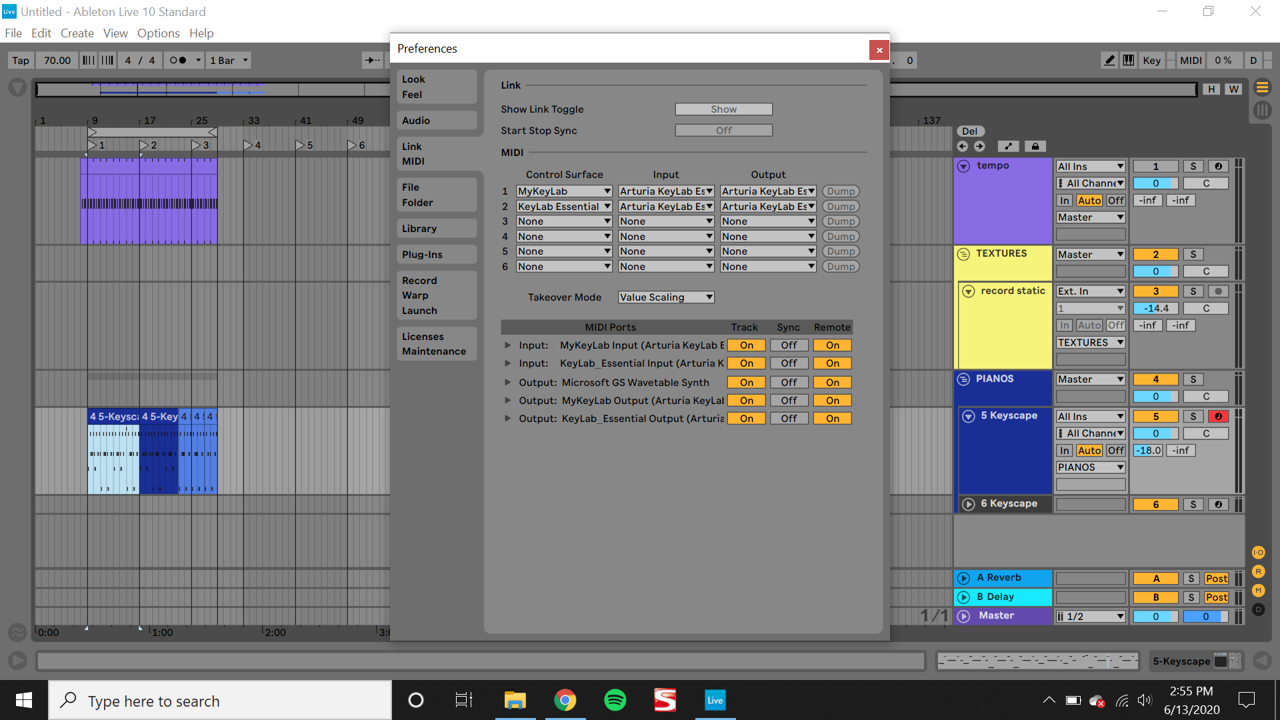 Live Untitled - Ableton Live 10 Standard
File Edit Create View Options Help
Tap 70.00 4 / 4 1 Bar 0 Key MIDI 0 % D
H W
1 9 17 25 33 41 49 137
1 2 3 4 5 6
4 5-Keysca 4 5-Key 4 4 4
0:00 1:00 2:00 3:0
1/1
Preferences
Look
Feel
Audio
Link
MIDI
File
Folder
Library
Plug-Ins
Record
Warp
Launch
Licenses
Maintenance
Link
Show Link Toggle Show
Start Stop Sync Off
MIDI
Control Surface Input Output
1 MyKeyLab Arturia KeyLab Es Arturia KeyLab Es Dump
2 KeyLab Essential Arturia KeyLab Es Arturia KeyLab Es Dump
3 None None None Dump
4 None None None Dump
5 None None None Dump
6 None None None Dump
Takeover Mode Value Scaling
MIDI Ports Track Sync Remote
Input: MyKeyLab Input (Arturia KeyLab E On Off On
Input: KeyLab_Essential Input (Arturia K On Off On
Output: Microsoft GS Wavetable Synth On Off On
Output: MyKeyLab Output (Arturia KeyLab On Off On
Output: KeyLab_Essential Output (Arturia On Off On
Del
tempo All Ins 1 S
All Channe 0 C
In Auto Off -inf -inf
Master
TEXTURES Master 2 S
0 C
record static Ext. In 3 S
1 -14.4 C
In Auto Off -inf -inf
TEXTURES
PIANOS Master 4 S
0 C
5 Keyscape All Ins 5 S
All Channe 0 C
In Auto Off -18.0 -inf
PIANOS
6 Keyscape 6 S
A Reverb A S Post
B Delay B S Post
Master 1/2 0 0
I·O
R
M
D
5-Keyscape
Type here to search
S
Live
2:55 PM
6/13/2020